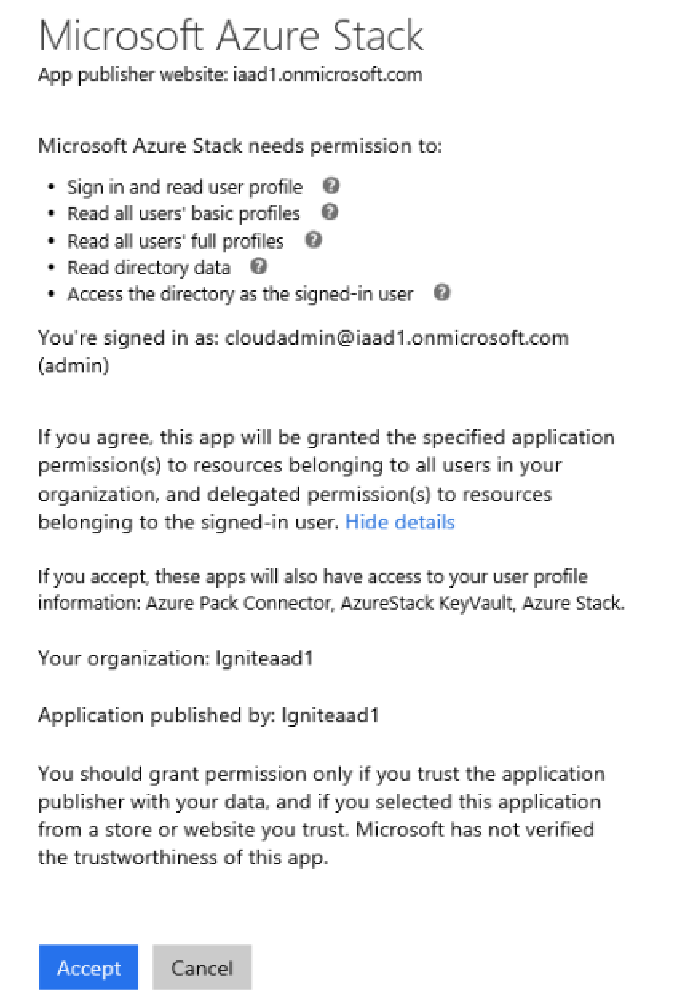 Microsoft Azure Stack
App publisher website: iaad1.onmicrosoft.com
Microsoft Azure Stack needs permission to:
• Sign in and read user profile ?
• Read all users' basic profiles ?
• Read all users' full profiles ?
• Read directory data ?
• Access the directory as the signed-in user ?
You're signed in as: cloudadmin@iaad1.onmicrosoft.com
(admin)
If you agree, this app will be granted the specified application
permission(s) to resources belonging to all users in your
organization, and delegated permission(s) to resources
belonging to the signed-in user. Hide details
If you accept, these apps will also have access to your user profile
information: Azure Pack Connector, AzureStack KeyVault, Azure Stack.
Your organization: Igniteaad1
Application published by: Igniteaad1
You should grant permission only if you trust the application
publisher with your data, and if you selected this application
from a store or website you trust. Microsoft has not verified
the trustworthiness of this app.
Accept Cancel